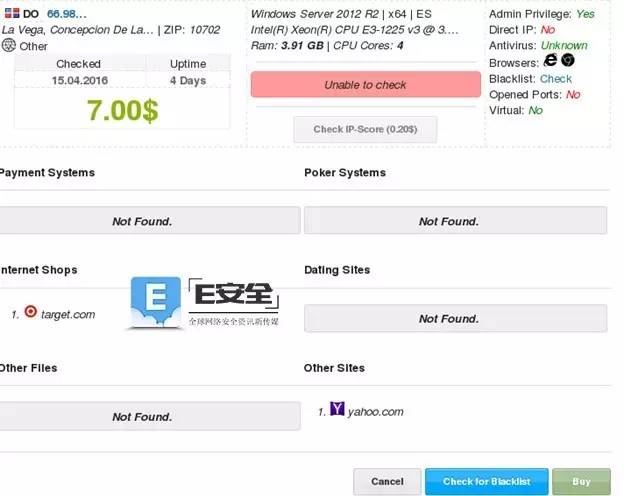 DO 66.98...
La Vega, Concepcion De La... | ZIP: 10702
Other
Checked Uptime
15.04.2016 4 Days
7.00$
Windows Server 2012 R2 | x64 | ES
Intel(R) Xeon(R) CPU E3-1225 v3 @ 3....
Ram: 3.91 GB | CPU Cores: 4
Unable to check
Check IP-Score (0.20$)
Admin Privilege: Yes
Direct IP: No
Antivirus: Unknown
Browsers:
Blacklist: Check
Opened Ports: No
Virtual: No
Payment Systems
Not Found.
Poker Systems
Not Found.
nternet Shops
1. target.com
E
E安全
全球网络安全资讯新传媒
Dating Sites
Not Found.
Other Files
Not Found.
Other Sites
1. Y yahoo.com
Cancel
Check for Blacklist
Buy